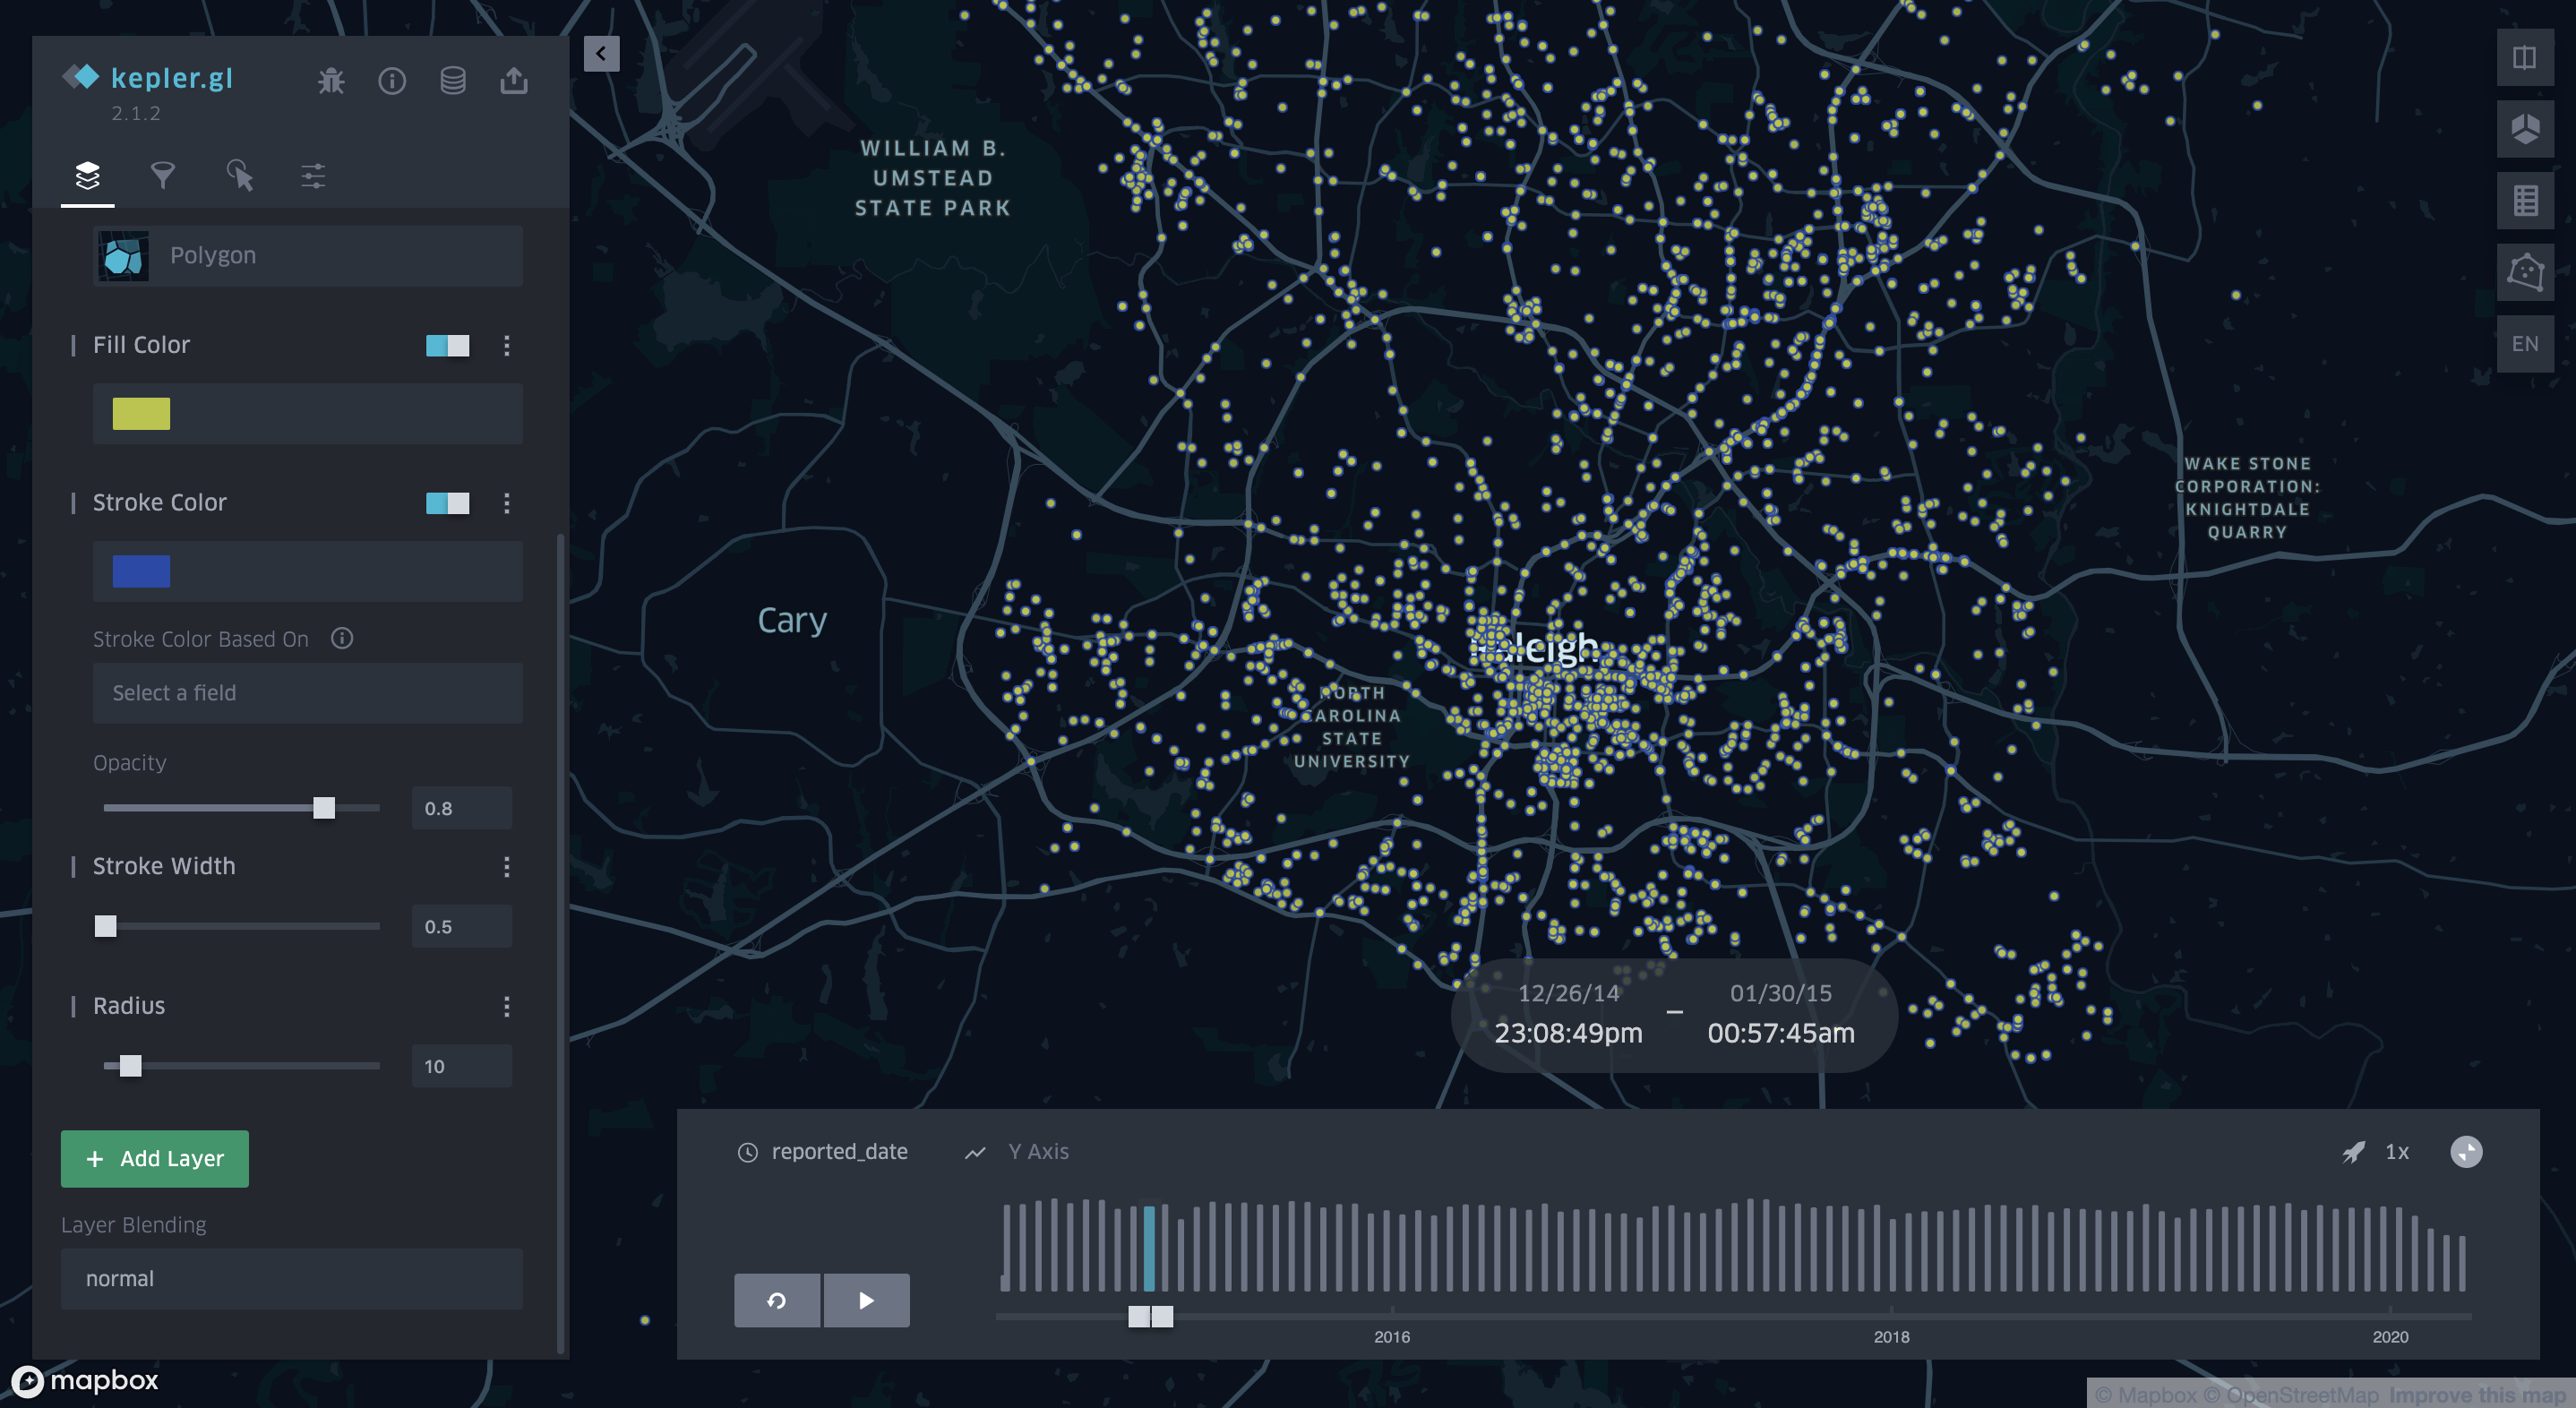 kepler.gl
2.1.2
Polygon
Fill Color
Stroke Color
Stroke Color Based On
Select a field
Opacity
0.8
Stroke Width
0.5
Radius
10
+ Add Layer
Layer Blending
normal
mapbox
WILLIAM B.
UMSTEAD
STATE PARK
Cary
Raleigh
NORTH
CAROLINA
STATE
UNIVERSITY
WAKE STONE
CORPORATION:
KNIGHTDALE
QUARRY
EN
12/26/14 – 01/30/15
23:08:49pm 00:57:45am
reported_date Y Axis 1x
2016 2018 2020
© Mapbox © OpenStreetMap Improve this map